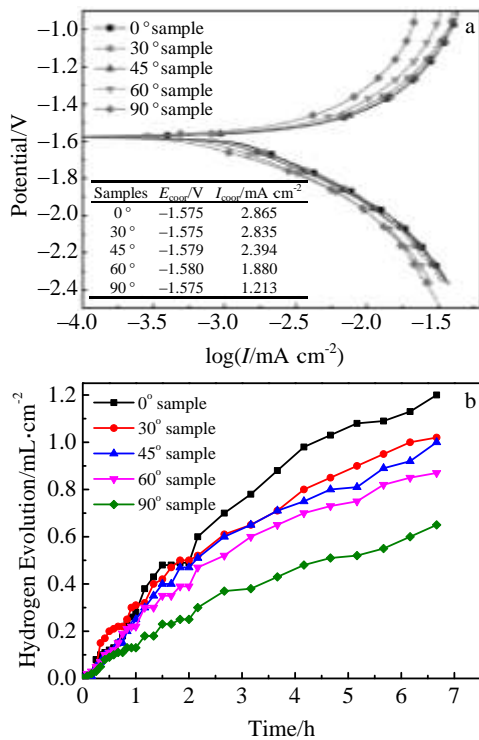 a
0 ° sample
30 ° sample
45 ° sample
60 ° sample
90 ° sample
−1.0
−1.2
−1.4
−1.6
−1.8
−2.0
−2.2
−2.4
Potential/V
Samples E_coor/V I_coor/mA cm⁻²
0 ° −1.575 2.865
30 ° −1.575 2.835
45 ° −1.579 2.394
60 ° −1.580 1.880
90 ° −1.575 1.213
−4.0 −3.5 −3.0 −2.5 −2.0 −1.5
log(I/mA cm⁻²)
b
0° sample
30° sample
45° sample
60° sample
90° sample
1.2
1.0
0.8
0.6
0.4
0.2
0.0
Hydrogen Evolution/mL·cm⁻²
0 1 2 3 4 5 6 7
Time/h